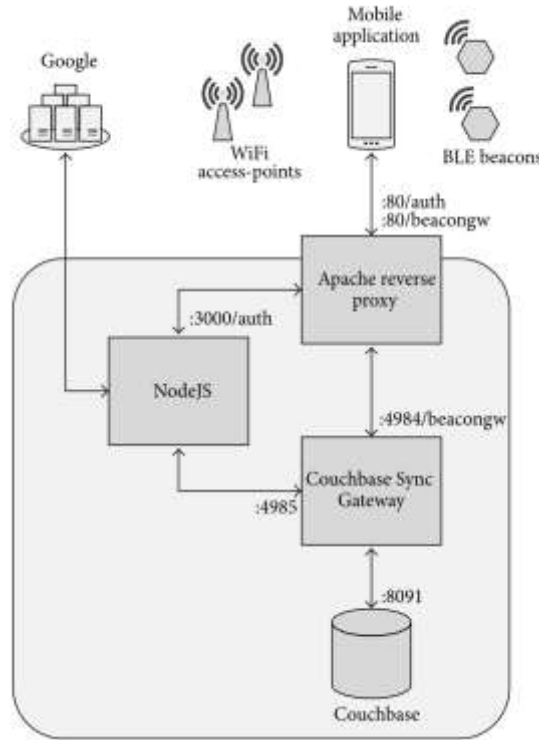 Google
WiFi
access-points
Mobile
application
BLE beacons
:80/auth
:80/beacongw
Apache reverse
proxy
:3000/auth
NodeJS
:4984/beacongw
Couchbase Sync
Gateway
:4985
:8091
Couchbase